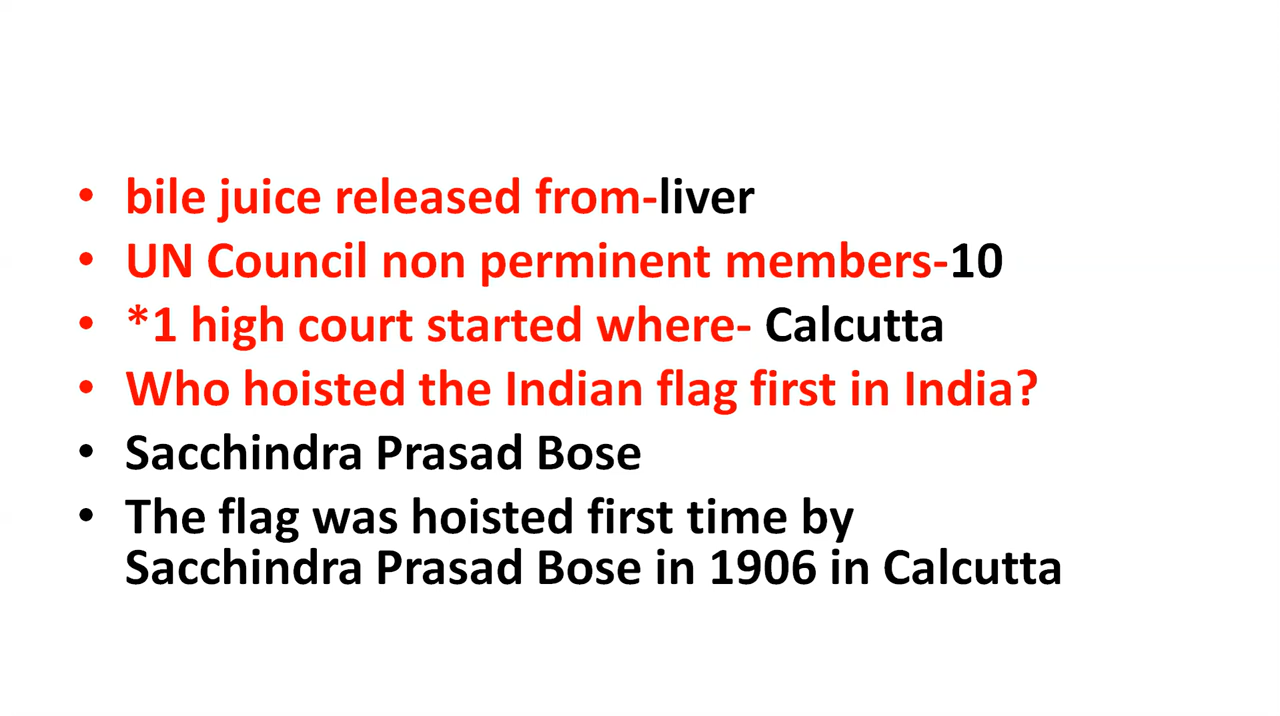 • bile juice released from-liver
• UN Council non perminent members-10
• *1 high court started where- Calcutta
• Who hoisted the Indian flag first in India?
• Sacchindra Prasad Bose
• The flag was hoisted first time by
Sacchindra Prasad Bose in 1906 in Calcutta